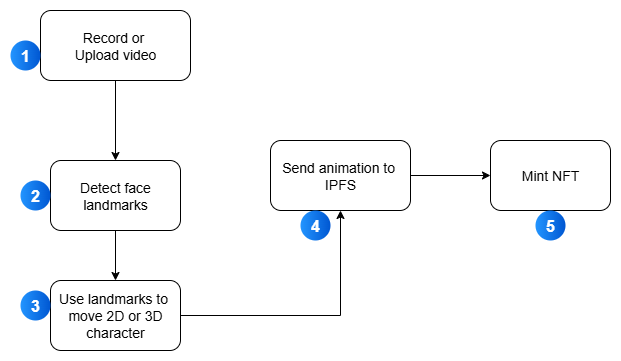 1
Record or
Upload video
2
Detect face
landmarks
3
Use landmarks to
move 2D or 3D
character
Send animation to
IPFS
4
Mint NFT
5